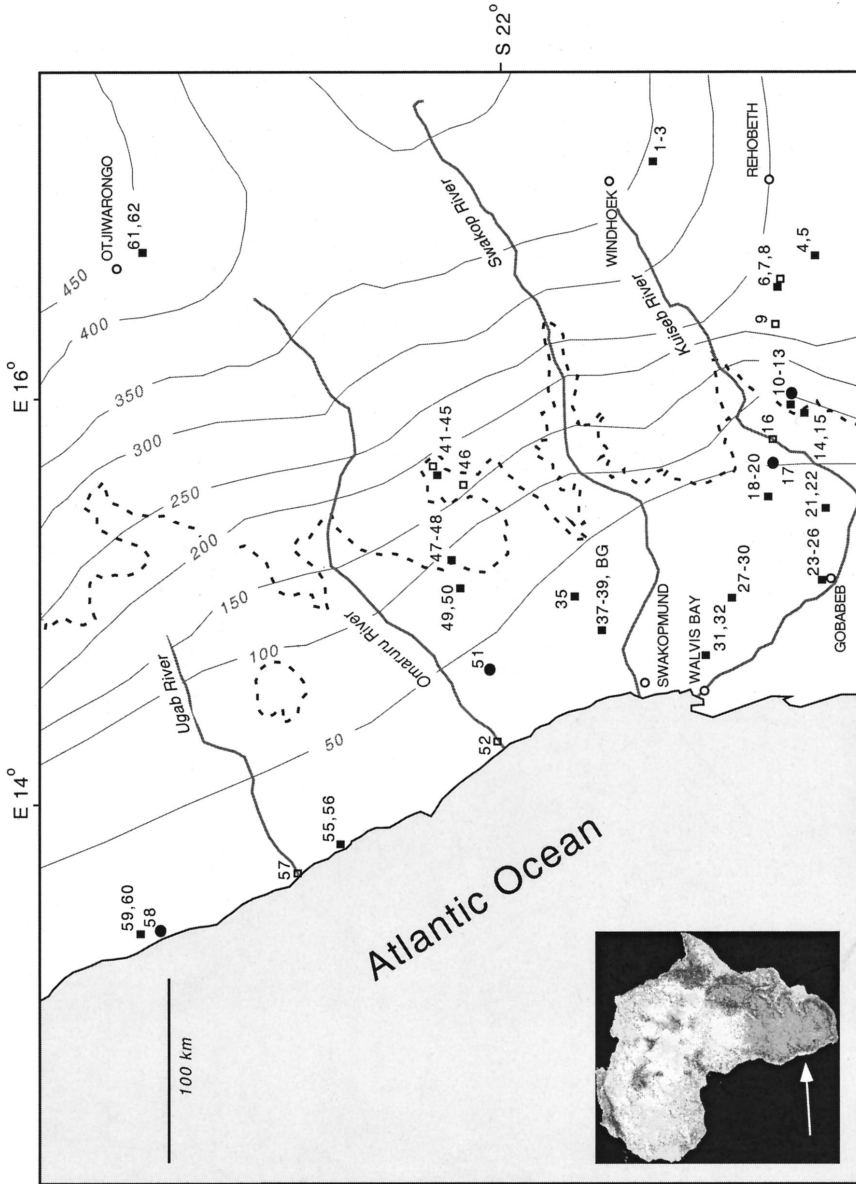 E 14°
E 16°
S 22°
OTJIWARONGO
61,62
450
400
350
300
250
200
150
100
50
Ugab River
Omaruru River
Swakop River
Kuiseb River
59,60
58
57
55,56
52
51
49,50
47-48
41-45
46
35
37-39, BG
SWAKOPMUND
WALVIS BAY
31,32
27-30
GOBABEB
23-26
21,22
18-20
17
16
14,15
10-13
9
6,7,8
4,5
1-3
WINDHOEK
REHOBETH
Atlantic Ocean
100 km